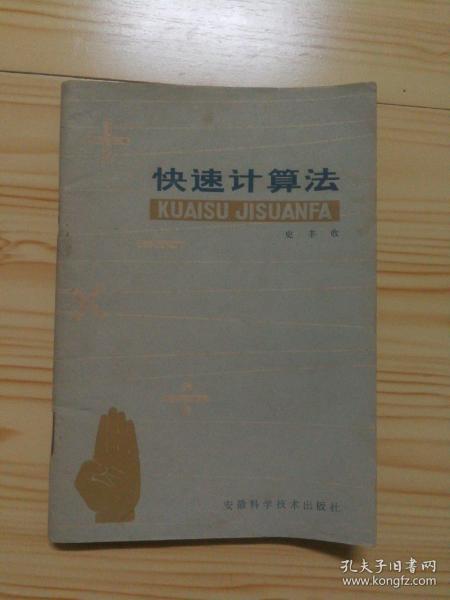 快速计算法
KUAISU JISUANFA
史丰收
安徽科学技术出版社
孔夫子旧书网
www.kongfz.com